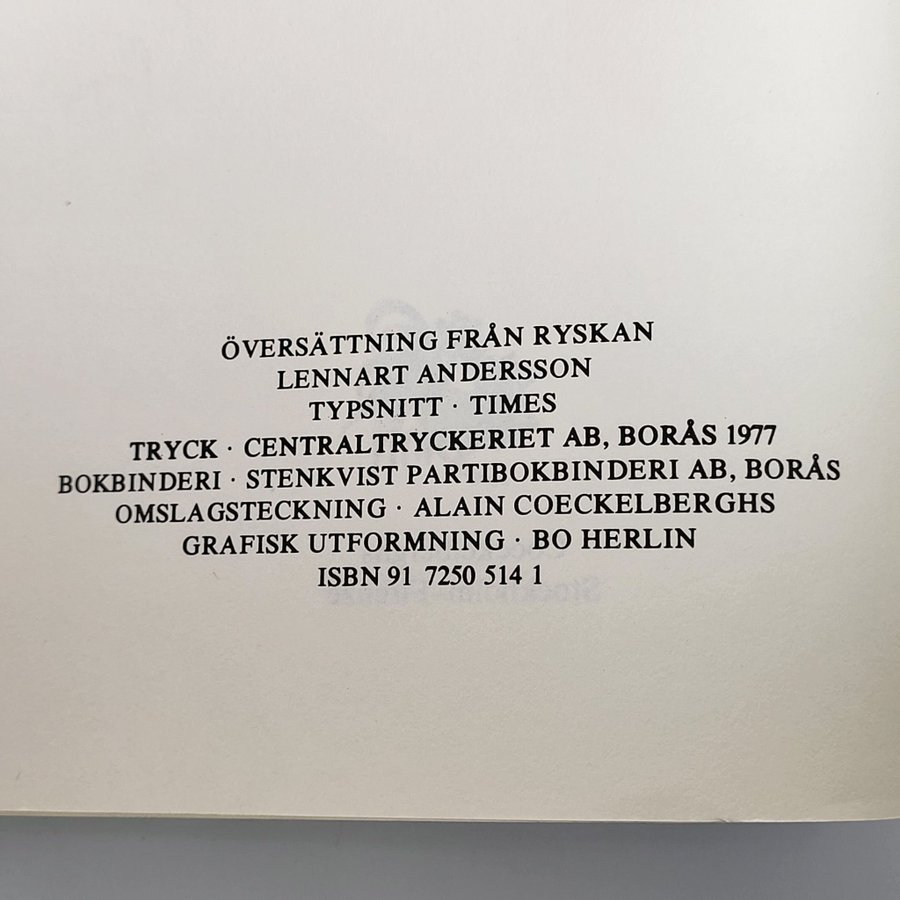 ÖVERSÄTTNING FRÅN RYSKAN
LENNART ANDERSSON
TYPSNITT · TIMES
TRYCK · CENTRALTRYCKERIET AB, BORÅS 1977
BOKBINDERI · STENKVIST PARTIBOKBINDERI AB, BORÅS
OMSLAGSTECKNING · ALAIN COECKELBERGHS
GRAFISK UTFORMNING · BO HERLIN
ISBN 91 7250 514 1